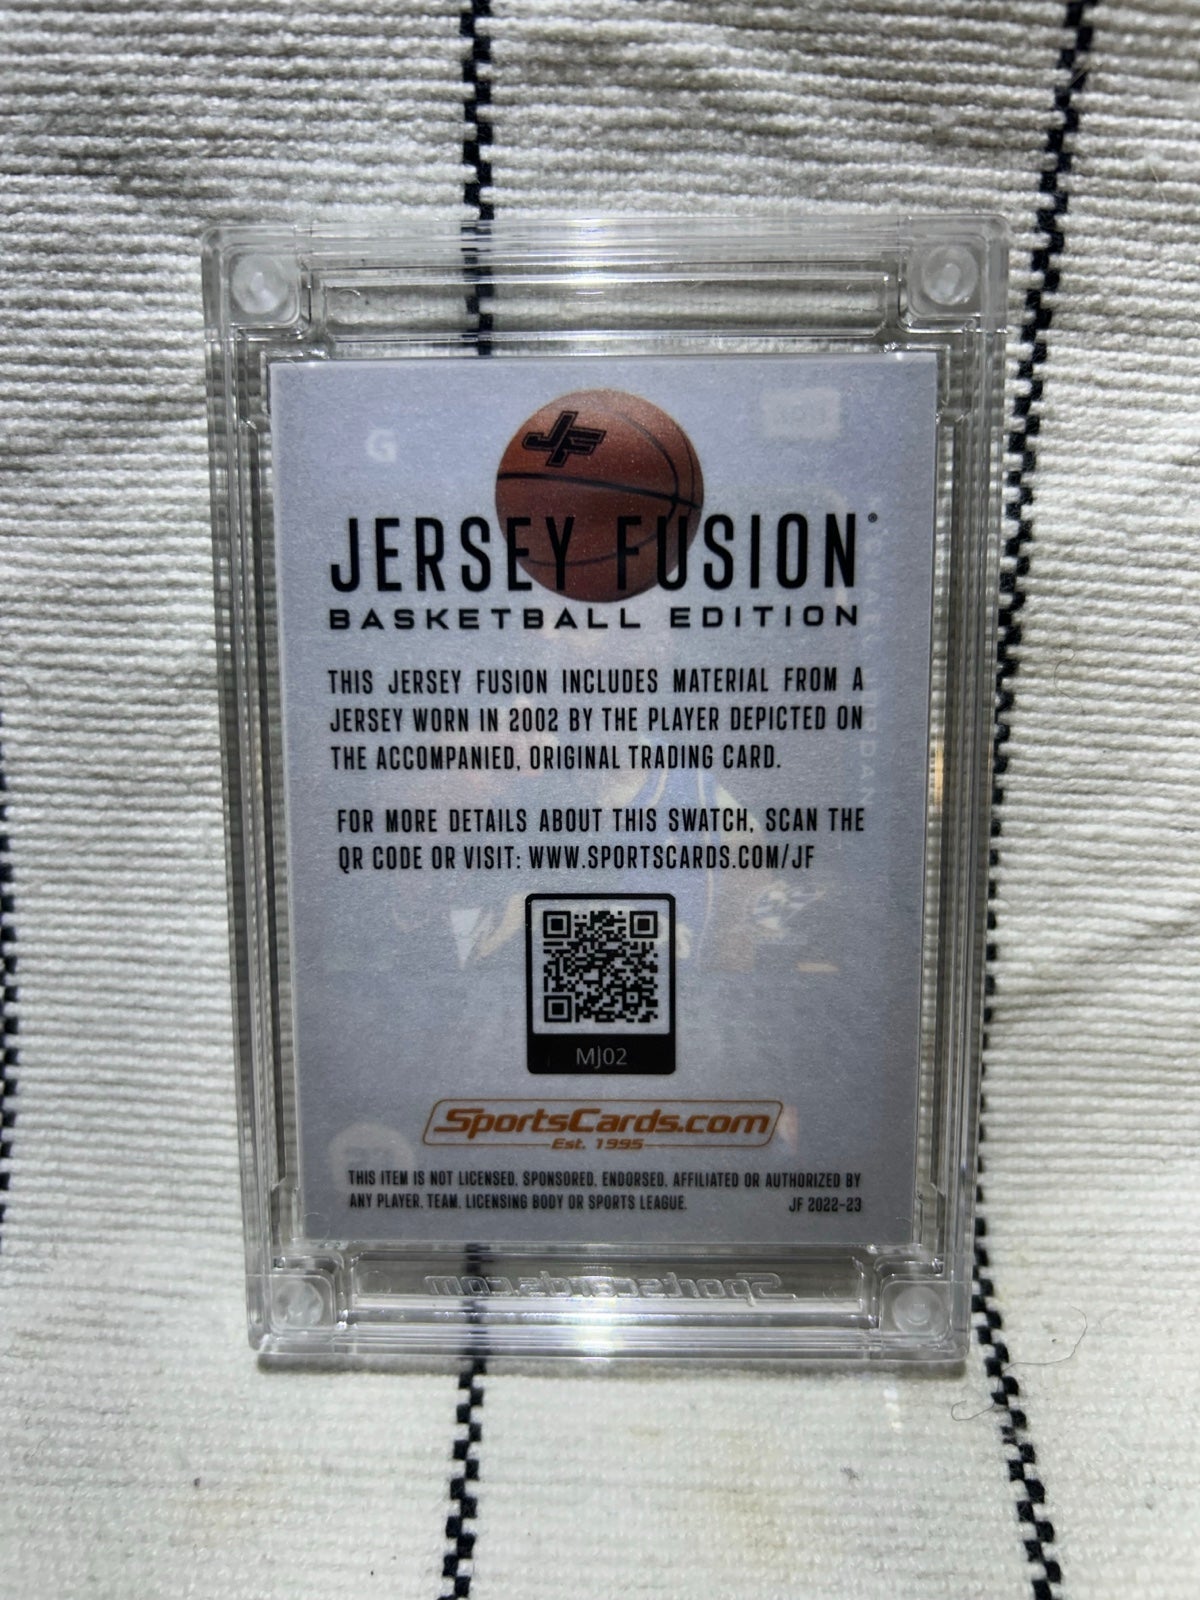 G
JF
JERSEY FUSION®
BASKETBALL EDITION
THIS JERSEY FUSION INCLUDES MATERIAL FROM A
JERSEY WORN IN 2002 BY THE PLAYER DEPICTED ON
THE ACCOMPANIED, ORIGINAL TRADING CARD.
FOR MORE DETAILS ABOUT THIS SWATCH, SCAN THE
QR CODE OR VISIT: WWW.SPORTSCARDS.COM/JF
MJ02
SportsCards.com
Est. 1995
THIS ITEM IS NOT LICENSED, SPONSORED, ENDORSED, AFFILIATED OR AUTHORIZED BY
ANY PLAYER, TEAM, LICENSING BODY OR SPORTS LEAGUE.
JF 2022-23
Sportscards.com